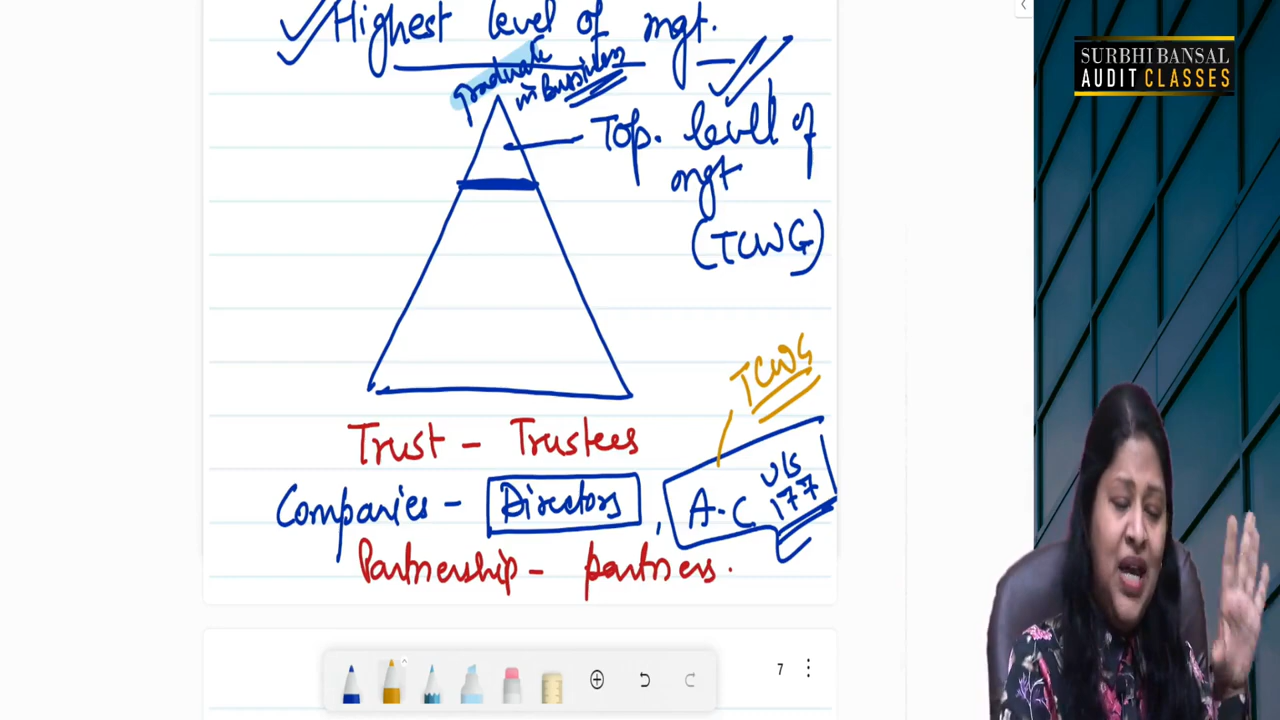 Highest level of mgt.
graduate
in Bussiness
Top. level of
mgt
(TCWG)
TCWG
Trust - Trustees
Companies - Directors, A.C u/s 177
Partnership - partners.
7
SURBHI BANSAL
AUDIT CLASSES